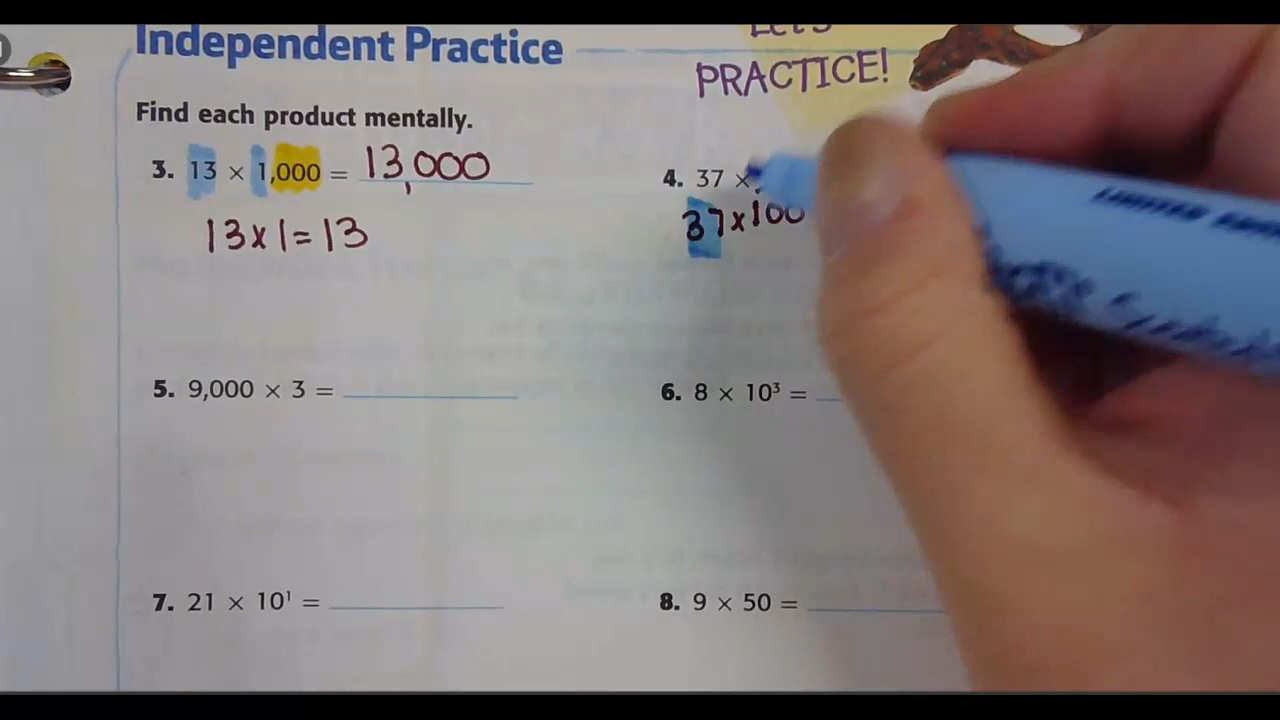 Independent Practice
LET'S
PRACTICE!
Find each product mentally.
3. 13 × 1,000 = 13,000
13 x 1 = 13
4. 37 ×
37 x 100
5. 9,000 × 3 =
6. 8 × 10³ =
7. 21 × 10¹ =
8. 9 × 50 =